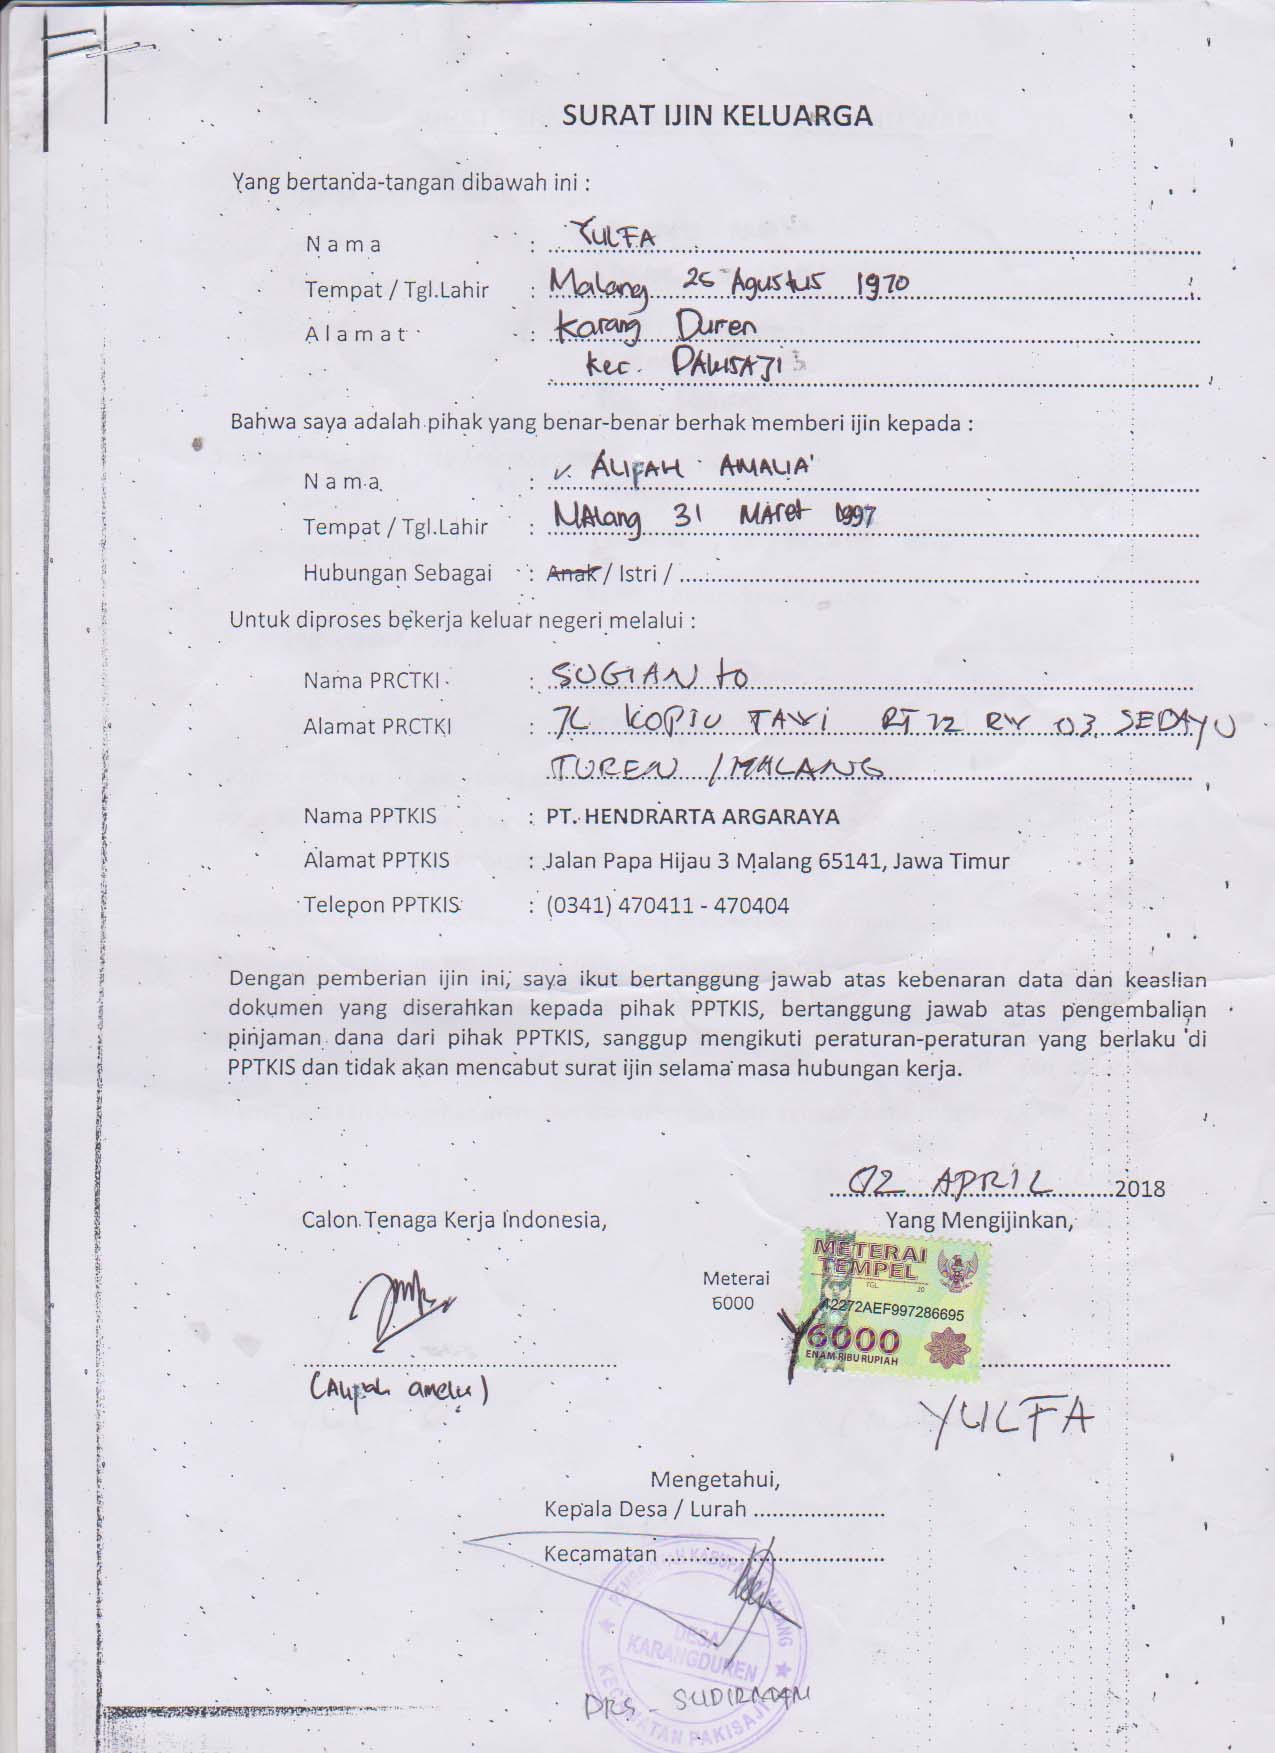 SURAT IJIN KELUARGA
Yang bertanda-tangan dibawah ini :
N a m a : YULFA
Tempat / Tgl.Lahir : Malang 25 Agustus 1970
A l a m a t : Karang Duren
Kec. PAKISAJI
Bahwa saya adalah pihak yang benar-benar berhak memberi ijin kepada :
N a m a : ALIFAH AMALIA
Tempat / Tgl.Lahir : MALang 31 MAret 1997
Hubungan Sebagai : Anak / Istri / ....................
Untuk diproses bekerja keluar negeri melalui :
Nama PRCTKI : SUGIANto
Alamat PRCTKI : JL KOPIU TAWI RT 12 RW 03 SEDAYU
TUREN / MALANG
Nama PPTKIS : PT. HENDRARTA ARGARAYA
Alamat PPTKIS : Jalan Papa Hijau 3 Malang 65141, Jawa Timur
Telepon PPTKIS : (0341) 470411 - 470404
Dengan pemberian ijin ini, saya ikut bertanggung jawab atas kebenaran data dan keaslian
dokumen yang diserahkan kepada pihak PPTKIS, bertanggung jawab atas pengembalian
pinjaman dana dari pihak PPTKIS, sanggup mengikuti peraturan-peraturan yang berlaku di
PPTKIS dan tidak akan mencabut surat ijin selama masa hubungan kerja.
02 APRIL 2018
Calon Tenaga Kerja Indonesia, Yang Mengijinkan,
Meterai
6000
METERAI
TEMPEL
TGL 20
42272AEF997286695
6000
ENAM RIBU RUPIAH
(Alipah amelia)
YULFA
Mengetahui,
Kepala Desa / Lurah ....................
Kecamatan ....................
DESA
KARANGDUREN
KECAMATAN PAKISAJI
DRS. SUDIRMAN